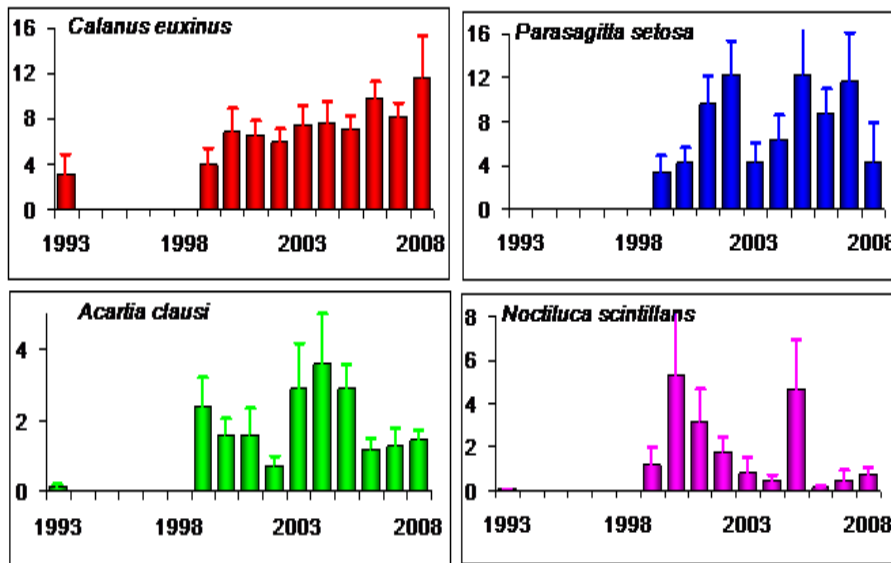 Calanus euxinus
16
12
8
4
0
1993 1998 2003 2008
Parasagitta setosa
16
12
8
4
0
1993 1998 2003 2008
Acartia clausi
4
2
0
1993 1998 2003 2008
Noctiluca scintillans
8
6
4
2
0
1993 1998 2003 2008